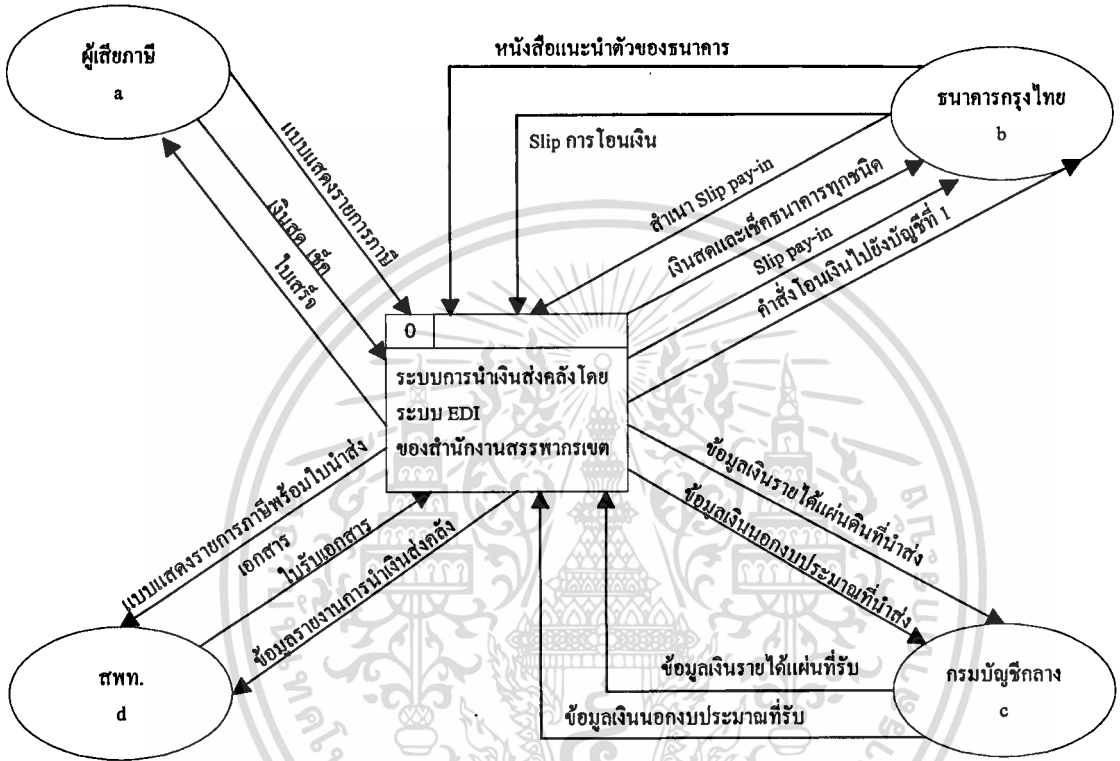 หนังสือแนะนำตัวของธนาคาร
ผู้เสียภาษี
a
ธนาคารกรุงไทย
b
Slip การโอนเงิน
แบบแสดงรายการภาษี
เงินสด เช็ค
ใบเสร็จ
สำเนา Slip pay-in
เงินสดและเช็คธนาคารทุกชนิด
Slip pay-in
คำสั่งโอนเงินไปยังบัญชีที่ 1
0
ระบบการนำเงินส่งคลังโดย
ระบบ EDI
ของสำนักงานสรรพากรเขต
แบบแสดงรายการภาษีพร้อมใบนำส่ง
เอกสาร
ใบรับเอกสาร
ข้อมูลรายงานการนำเงินส่งคลัง
ข้อมูลเงินรายได้แผ่นดินที่นำส่ง
ข้อมูลเงินนอกงบประมาณที่นำส่ง
ข้อมูลเงินรายได้แผ่นที่รับ
ข้อมูลเงินนอกงบประมาณที่รับ
สพท.
d
กรมบัญชีกลาง
c